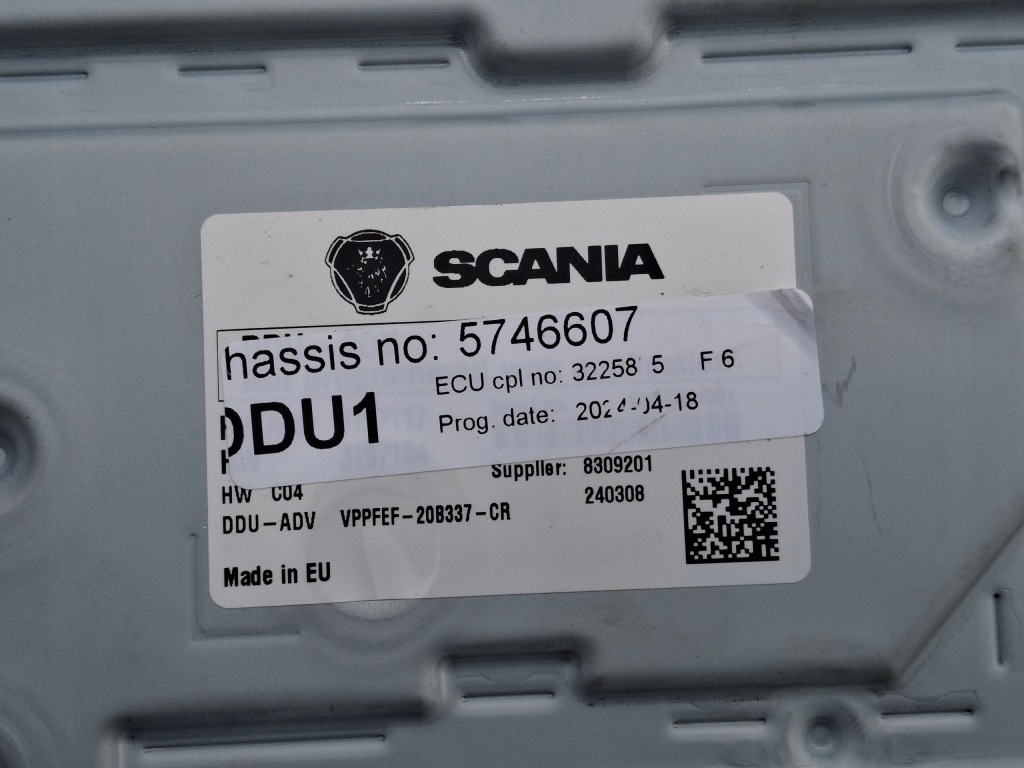 SCANIA
hassis no: 5746607
ECU cpl no: 32258 5 F 6
DDU1
Prog. date:
Supplier: 8309201
HW C04
240308
DDU-ADV VPPFEF-20B337-CR
Made in EU